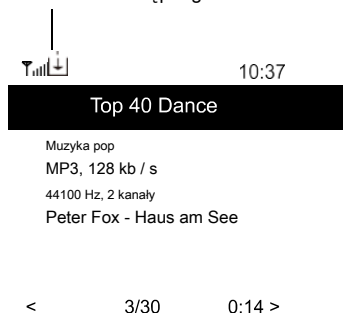 10:37
Top 40 Dance
Muzyka pop
MP3, 128 kb / s
44100 Hz, 2 kanały
Peter Fox - Haus am See
< 3/30 0:14 >